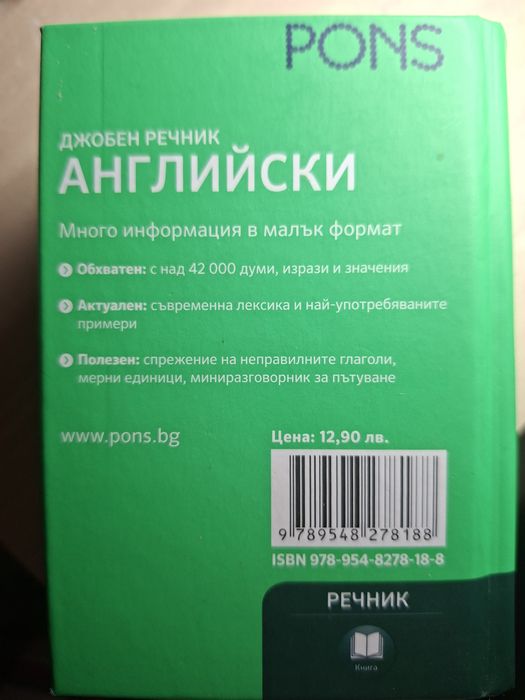 PONS
ДЖОБЕН РЕЧНИК
АНГЛИЙСКИ
Много информация в малък формат
Обхватен: с над 42 000 думи, изрази и значения
Актуален: съвременна лексика и най-употребяваните
примери
Полезен: спрежение на неправилните глаголи,
мерни единици, миниразговорник за пътуване
www.pons.bg
Цена: 12,90 лв.
9 789548 278188
ISBN 978-954-8278-18-8
РЕЧНИК
Книга